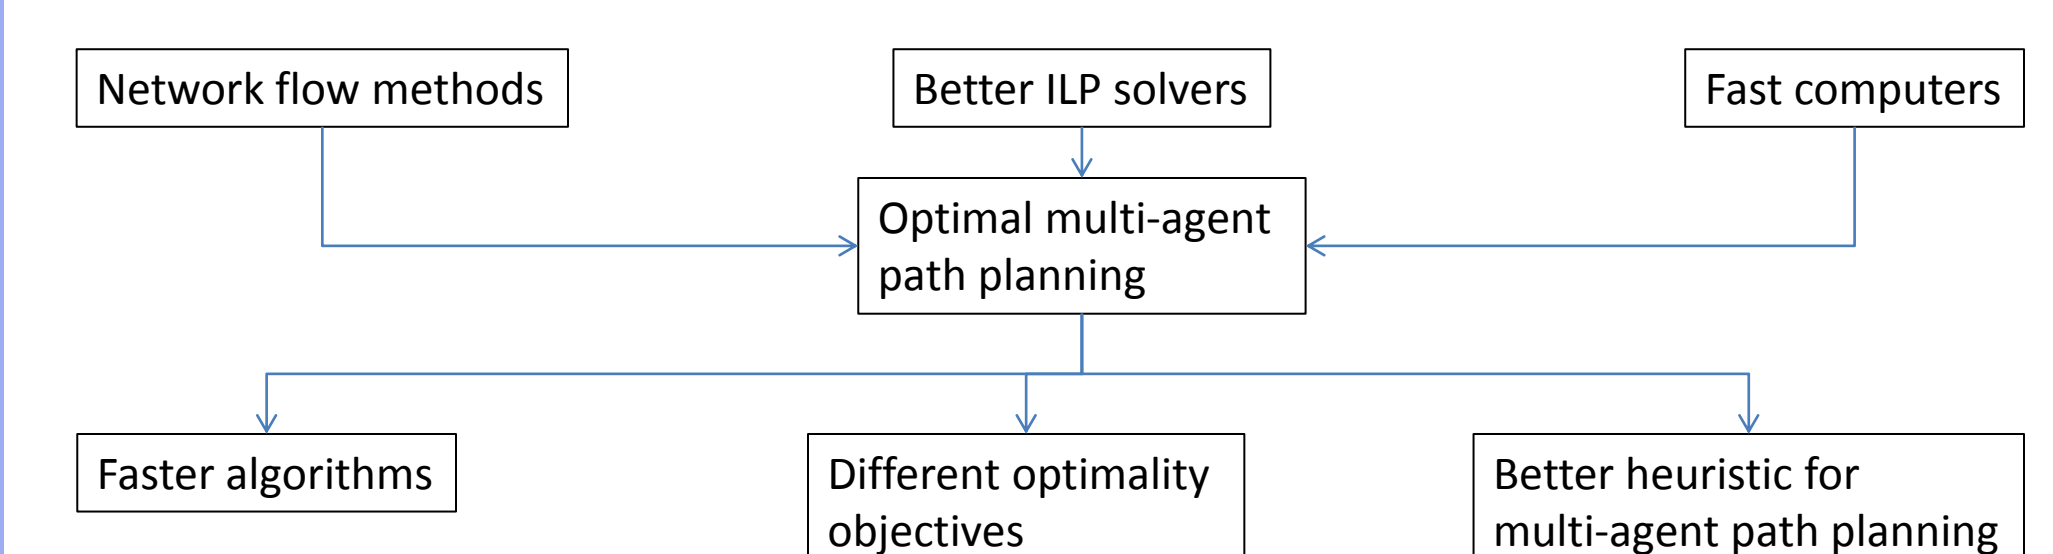 Network flow methods
Better ILP solvers
Fast computers
Optimal multi-agent
path planning
Faster algorithms
Different optimality
objectives
Better heuristic for
multi-agent path planning